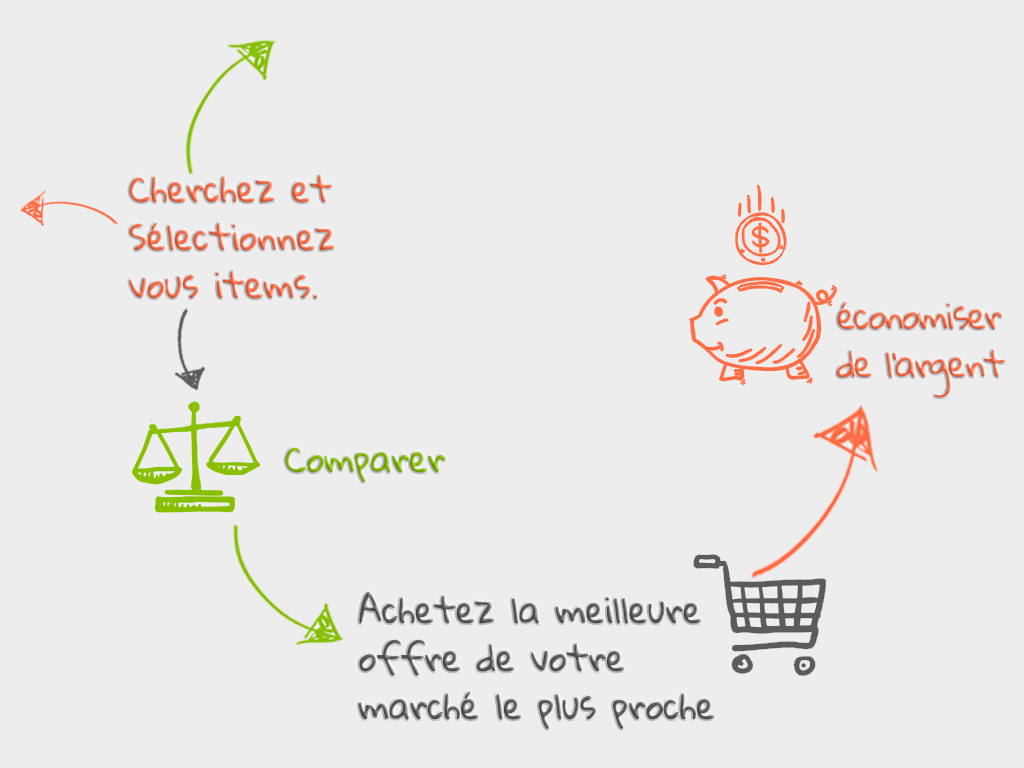 Cherchez et
Sélectionnez
vous items.
$
économiser
de l'argent
Comparer
Achetez la meilleure
offre de votre
marché le plus proche